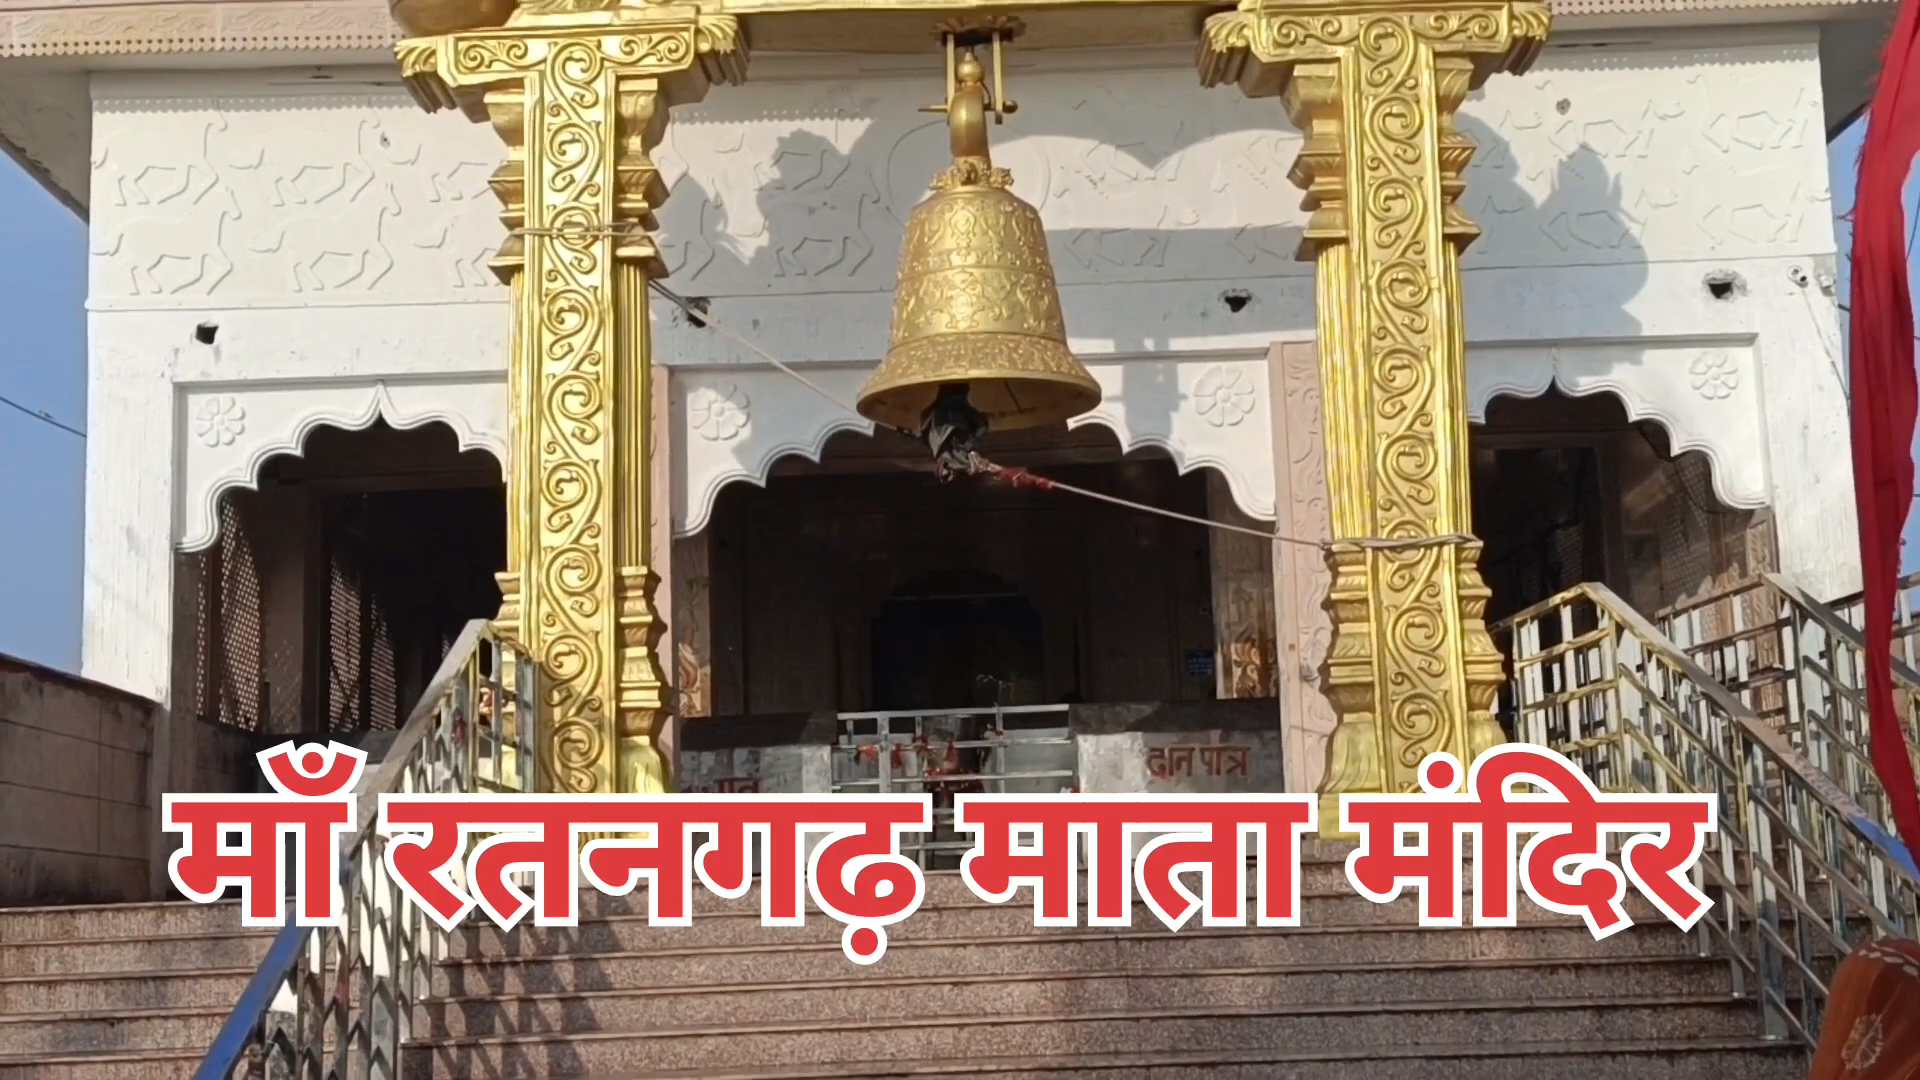 दान पात्र
माँ रतनगढ़ माता मंदिर